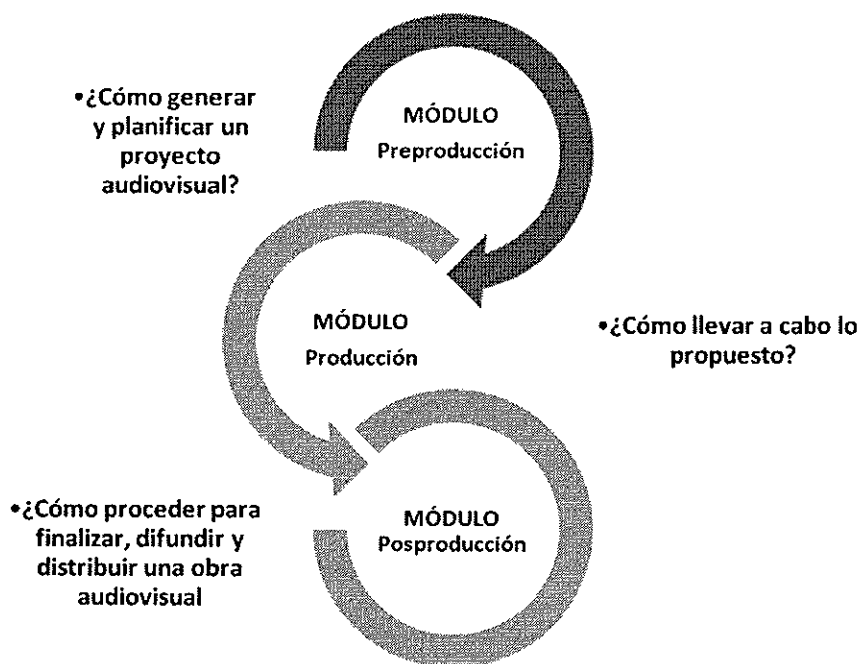 •¿Cómo generar
y planificar un
proyecto
audiovisual?
MÓDULO
Preproducción
MÓDULO
Producción
•¿Cómo llevar a cabo lo
propuesto?
•¿Cómo proceder para
finalizar, difundir y
distribuir una obra
audiovisual
MÓDULO
Posproducción